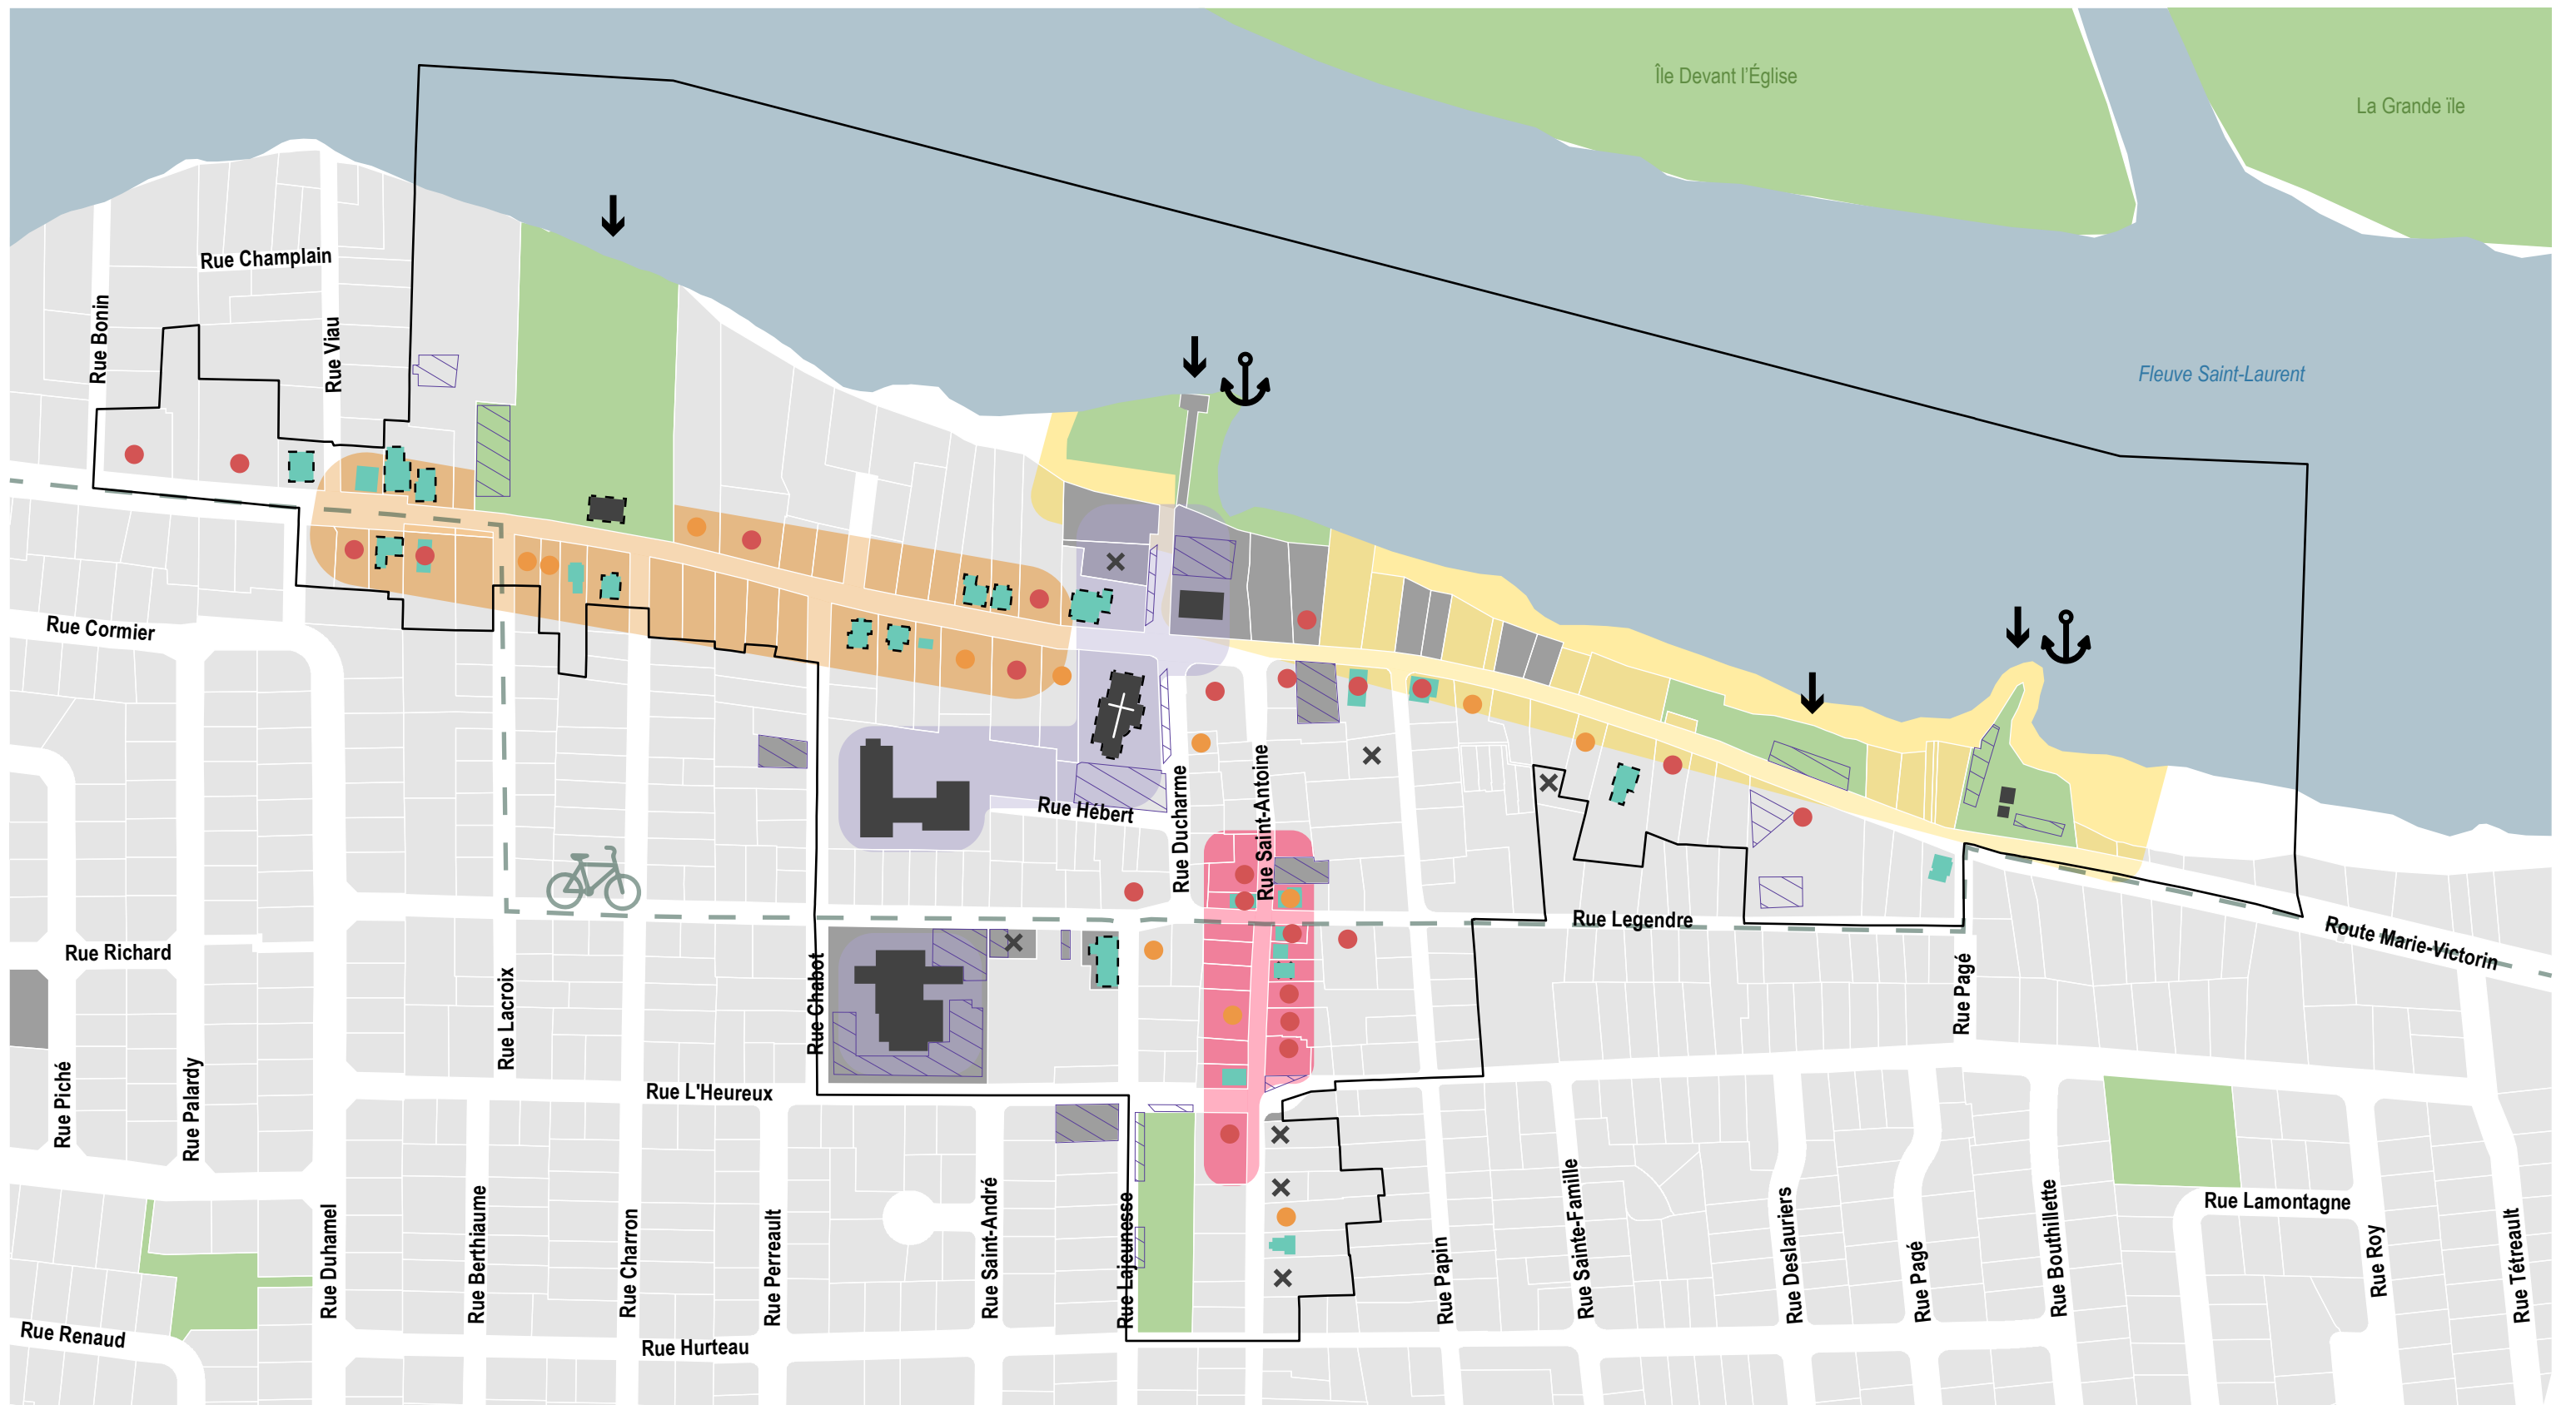 Île Devant l'Église
La Grande ïle
Rue Champlain
Rue Bonin
Rue Viau
Fleuve Saint-Laurent
Rue Cormier
Rue Hébert
Rue Ducharme
Rue Saint-Antoine
Rue Legendre
Route Marie-Victorin
Rue Richard
Rue Lacroix
Rue Chabot
Rue Pagé
Rue Piché
Rue Palardy
Rue L'Heureux
Rue Duhamel
Rue Berthiaume
Rue Charron
Rue Perreault
Rue Saint-André
Rue Lajeunesse
Rue Papin
Rue Sainte-Famille
Rue Deslauriers
Rue Pagé
Rue Bouthillette
Rue Lamontagne
Rue Roy
Rue Tétreault
Rue Renaud
Rue Hurteau